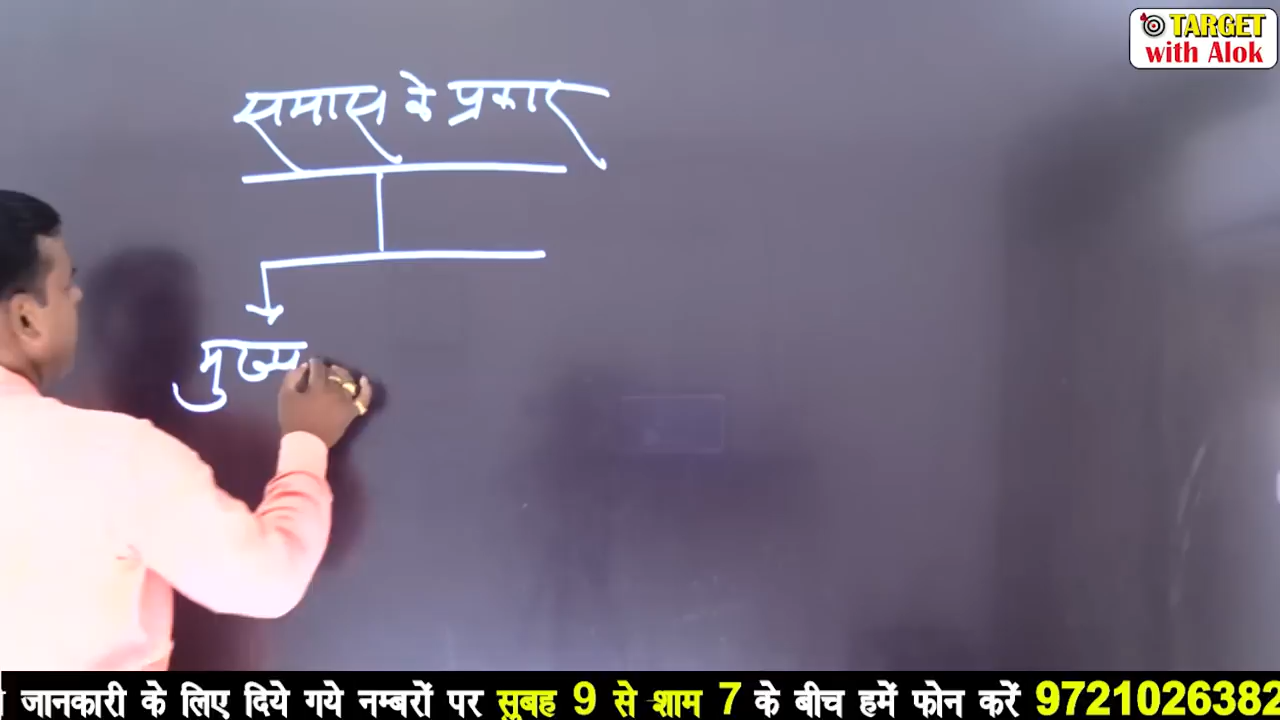 TARGET
with Alok
समास के प्रकार
मुख्य
जानकारी के लिए दिये गये नम्बरों पर सुबह 9 से शाम 7 के बीच हमें फोन करें 9721026382